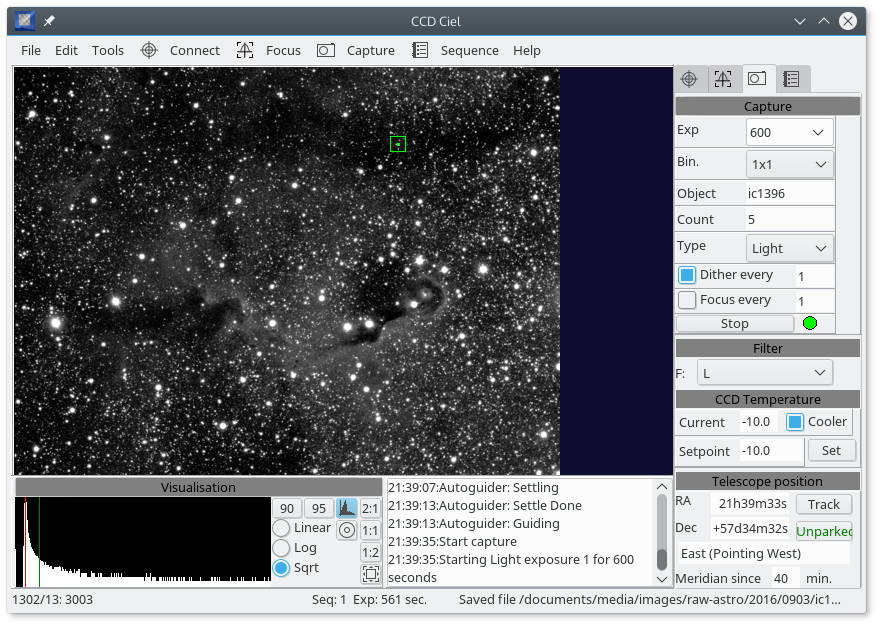 CCD Ciel
File Edit Tools Connect Focus Capture Sequence Help
Capture
Exp 600
Bin. 1x1
Object ic1396
Count 5
Type Light
Dither every 1
Focus every 1
Stop
Filter
F: L
CCD Temperature
Current -10.0 Cooler
Setpoint -10.0 Set
Telescope position
RA 21h39m33s Track
Dec +57d34m32s Unparked
East (Pointing West)
Meridian since 40 min.
Visualisation
90 95 2:1
Linear 1:1
Log 1:2
Sqrt
21:39:07:Autoguider: Settling
21:39:13:Autoguider: Settle Done
21:39:13:Autoguider: Guiding
21:39:35:Start capture
21:39:35:Starting Light exposure 1 for 600
seconds
1302/13: 3003 Seq: 1 Exp: 561 sec. Saved file /documents/media/images/raw-astro/2016/0903/ic1...